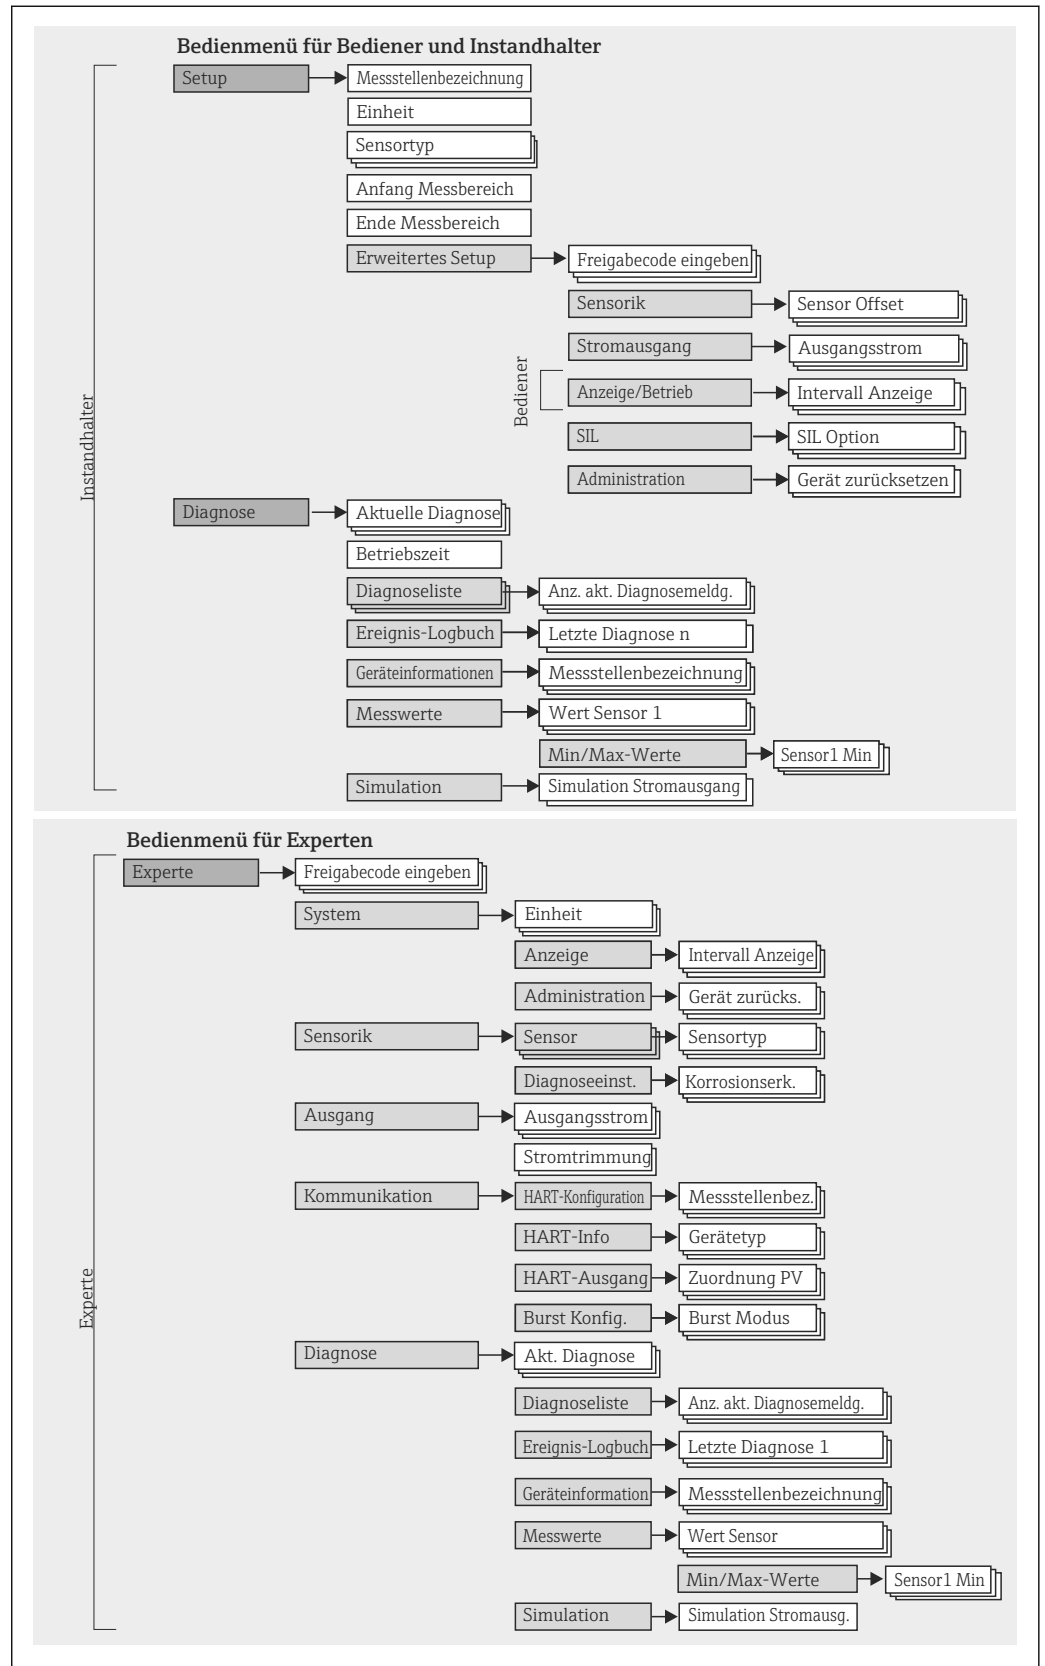 Bedienmenü für Bediener und Instandhalter
Setup
Messstellenbezeichnung
Einheit
Sensortyp
Anfang Messbereich
Ende Messbereich
Erweitertes Setup
Freigabecode eingeben
Sensorik
Sensor Offset
Stromausgang
Ausgangsstrom
Bediener
Anzeige/Betrieb
Intervall Anzeige
SIL
SIL Option
Administration
Gerät zurücksetzen
Instandhalter
Diagnose
Aktuelle Diagnose
Betriebszeit
Diagnoseliste
Anz. akt. Diagnosemeldg.
Ereignis-Logbuch
Letzte Diagnose n
Geräteinformationen
Messstellenbezeichnung
Messwerte
Wert Sensor 1
Min/Max-Werte
Sensor1 Min
Simulation
Simulation Stromausgang
Bedienmenü für Experten
Experte
Freigabecode eingeben
System
Einheit
Anzeige
Intervall Anzeige
Administration
Gerät zurücks.
Sensorik
Sensor
Sensortyp
Diagnoseeinst.
Korrosionserk.
Ausgang
Ausgangsstrom
Stromtrimmung
Kommunikation
HART-Konfiguration
Messstellenbez.
HART-Info
Gerätetyp
HART-Ausgang
Zuordnung PV
Experte
Burst Konfig.
Burst Modus
Diagnose
Akt. Diagnose
Diagnoseliste
Anz. akt. Diagnosemeldg.
Ereignis-Logbuch
Letzte Diagnose 1
Geräteinformation
Messstellenbezeichnung
Messwerte
Wert Sensor
Min/Max-Werte
Sensor1 Min
Simulation
Simulation Stromausg.